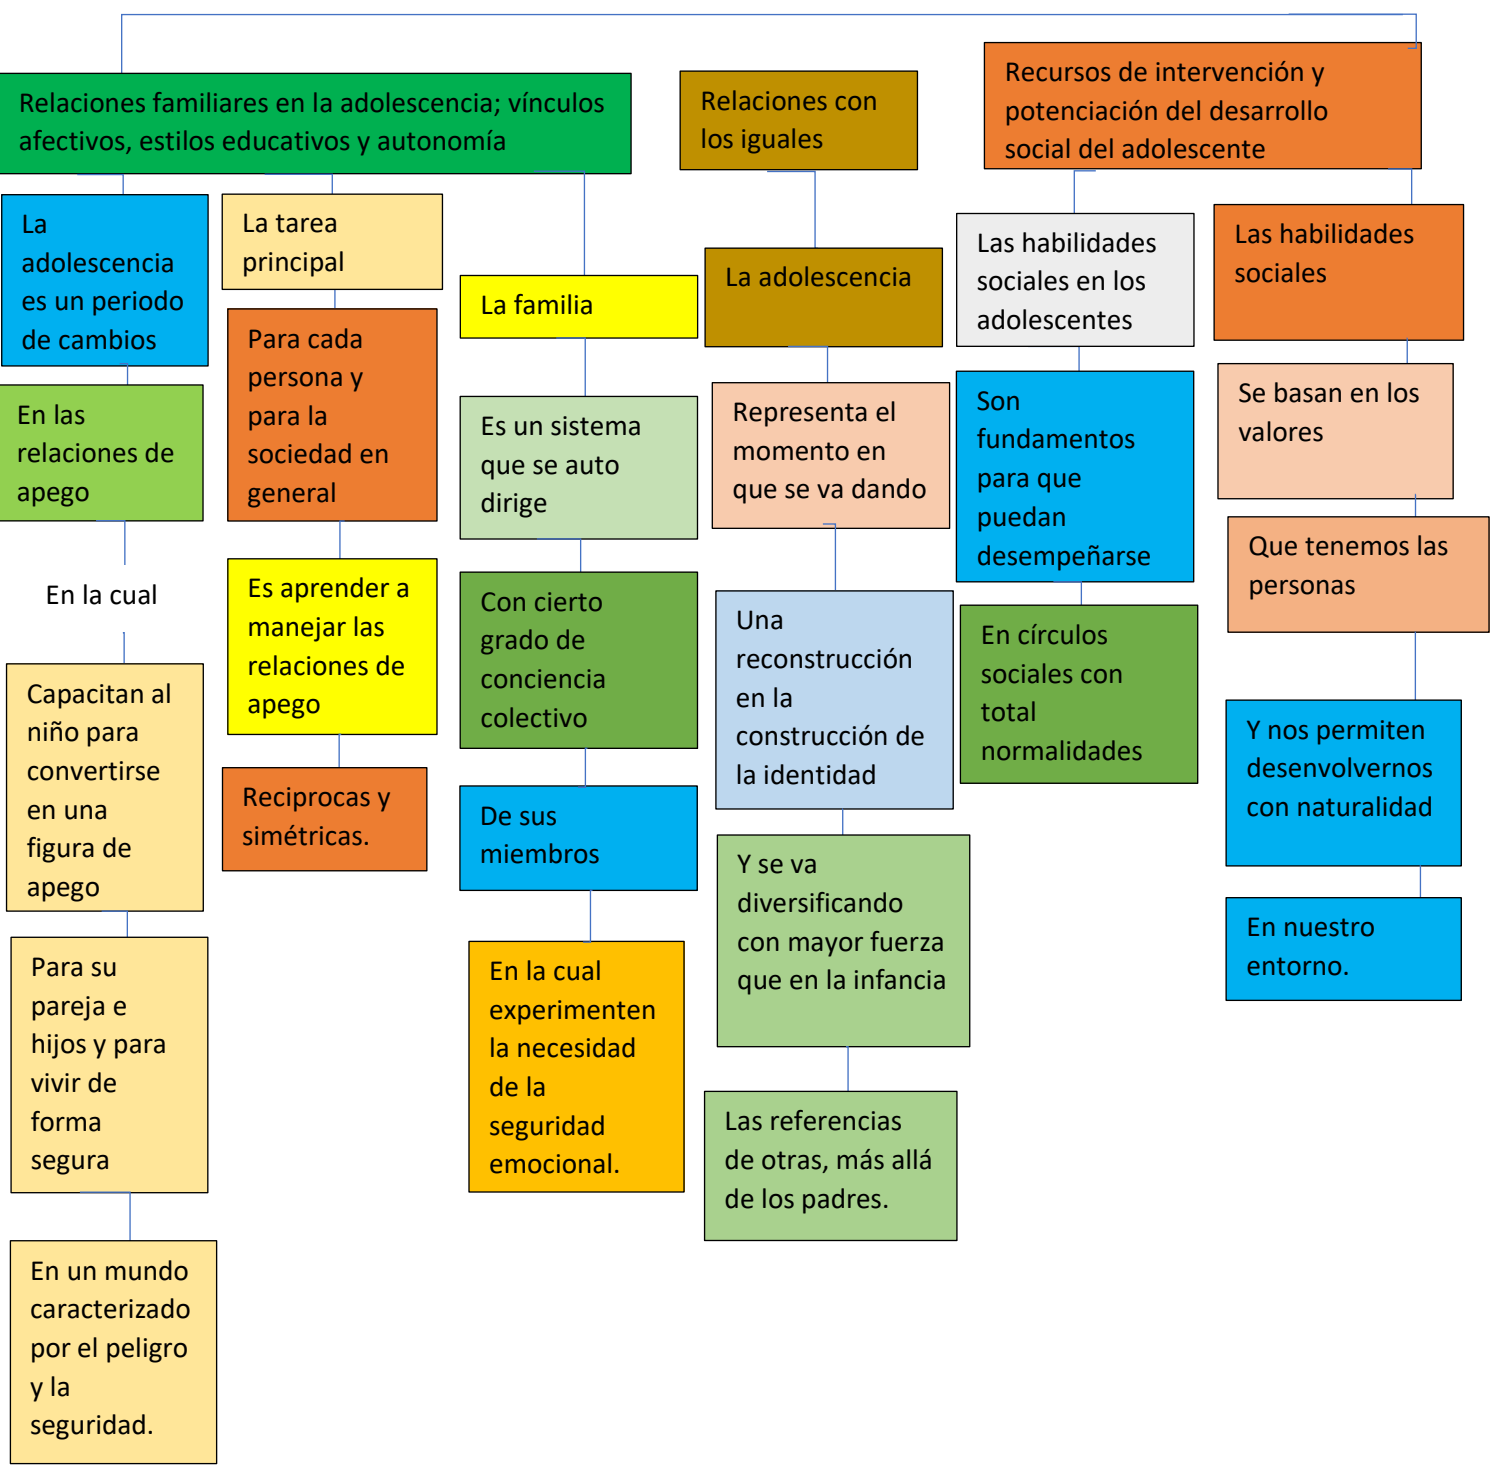 Relaciones familiares en la adolescencia; vínculos
afectivos, estilos educativos y autonomía
La
adolescencia
es un periodo
de cambios
En las
relaciones de
apego
En la cual
Capacitan al
niño para
convertirse
en una
figura de
apego
Para su
pareja e
hijos y para
vivir de
forma
segura
En un mundo
caracterizado
por el peligro
y la
seguridad.
La tarea
principal
Para cada
persona y
para la
sociedad en
general
Es aprender a
manejar las
relaciones de
apego
Reciprocas y
simétricas.
La familia
Es un sistema
que se auto
dirige
Con cierto
grado de
conciencia
colectivo
De sus
miembros
En la cual
experimenten
la necesidad
de la
seguridad
emocional.
Relaciones con
los iguales
La adolescencia
Representa el
momento en
que se va dando
Una
reconstrucción
en la
construcción de
la identidad
Y se va
diversificando
con mayor fuerza
que en la infancia
Las referencias
de otras, más allá
de los padres.
Recursos de intervención y
potenciación del desarrollo
social del adolescente
Las habilidades
sociales en los
adolescentes
Son
fundamentos
para que
puedan
desempeñarse
En círculos
sociales con
total
normalidades
Las habilidades
sociales
Se basan en los
valores
Que tenemos las
personas
Y nos permiten
desenvolvernos
con naturalidad
En nuestro
entorno.